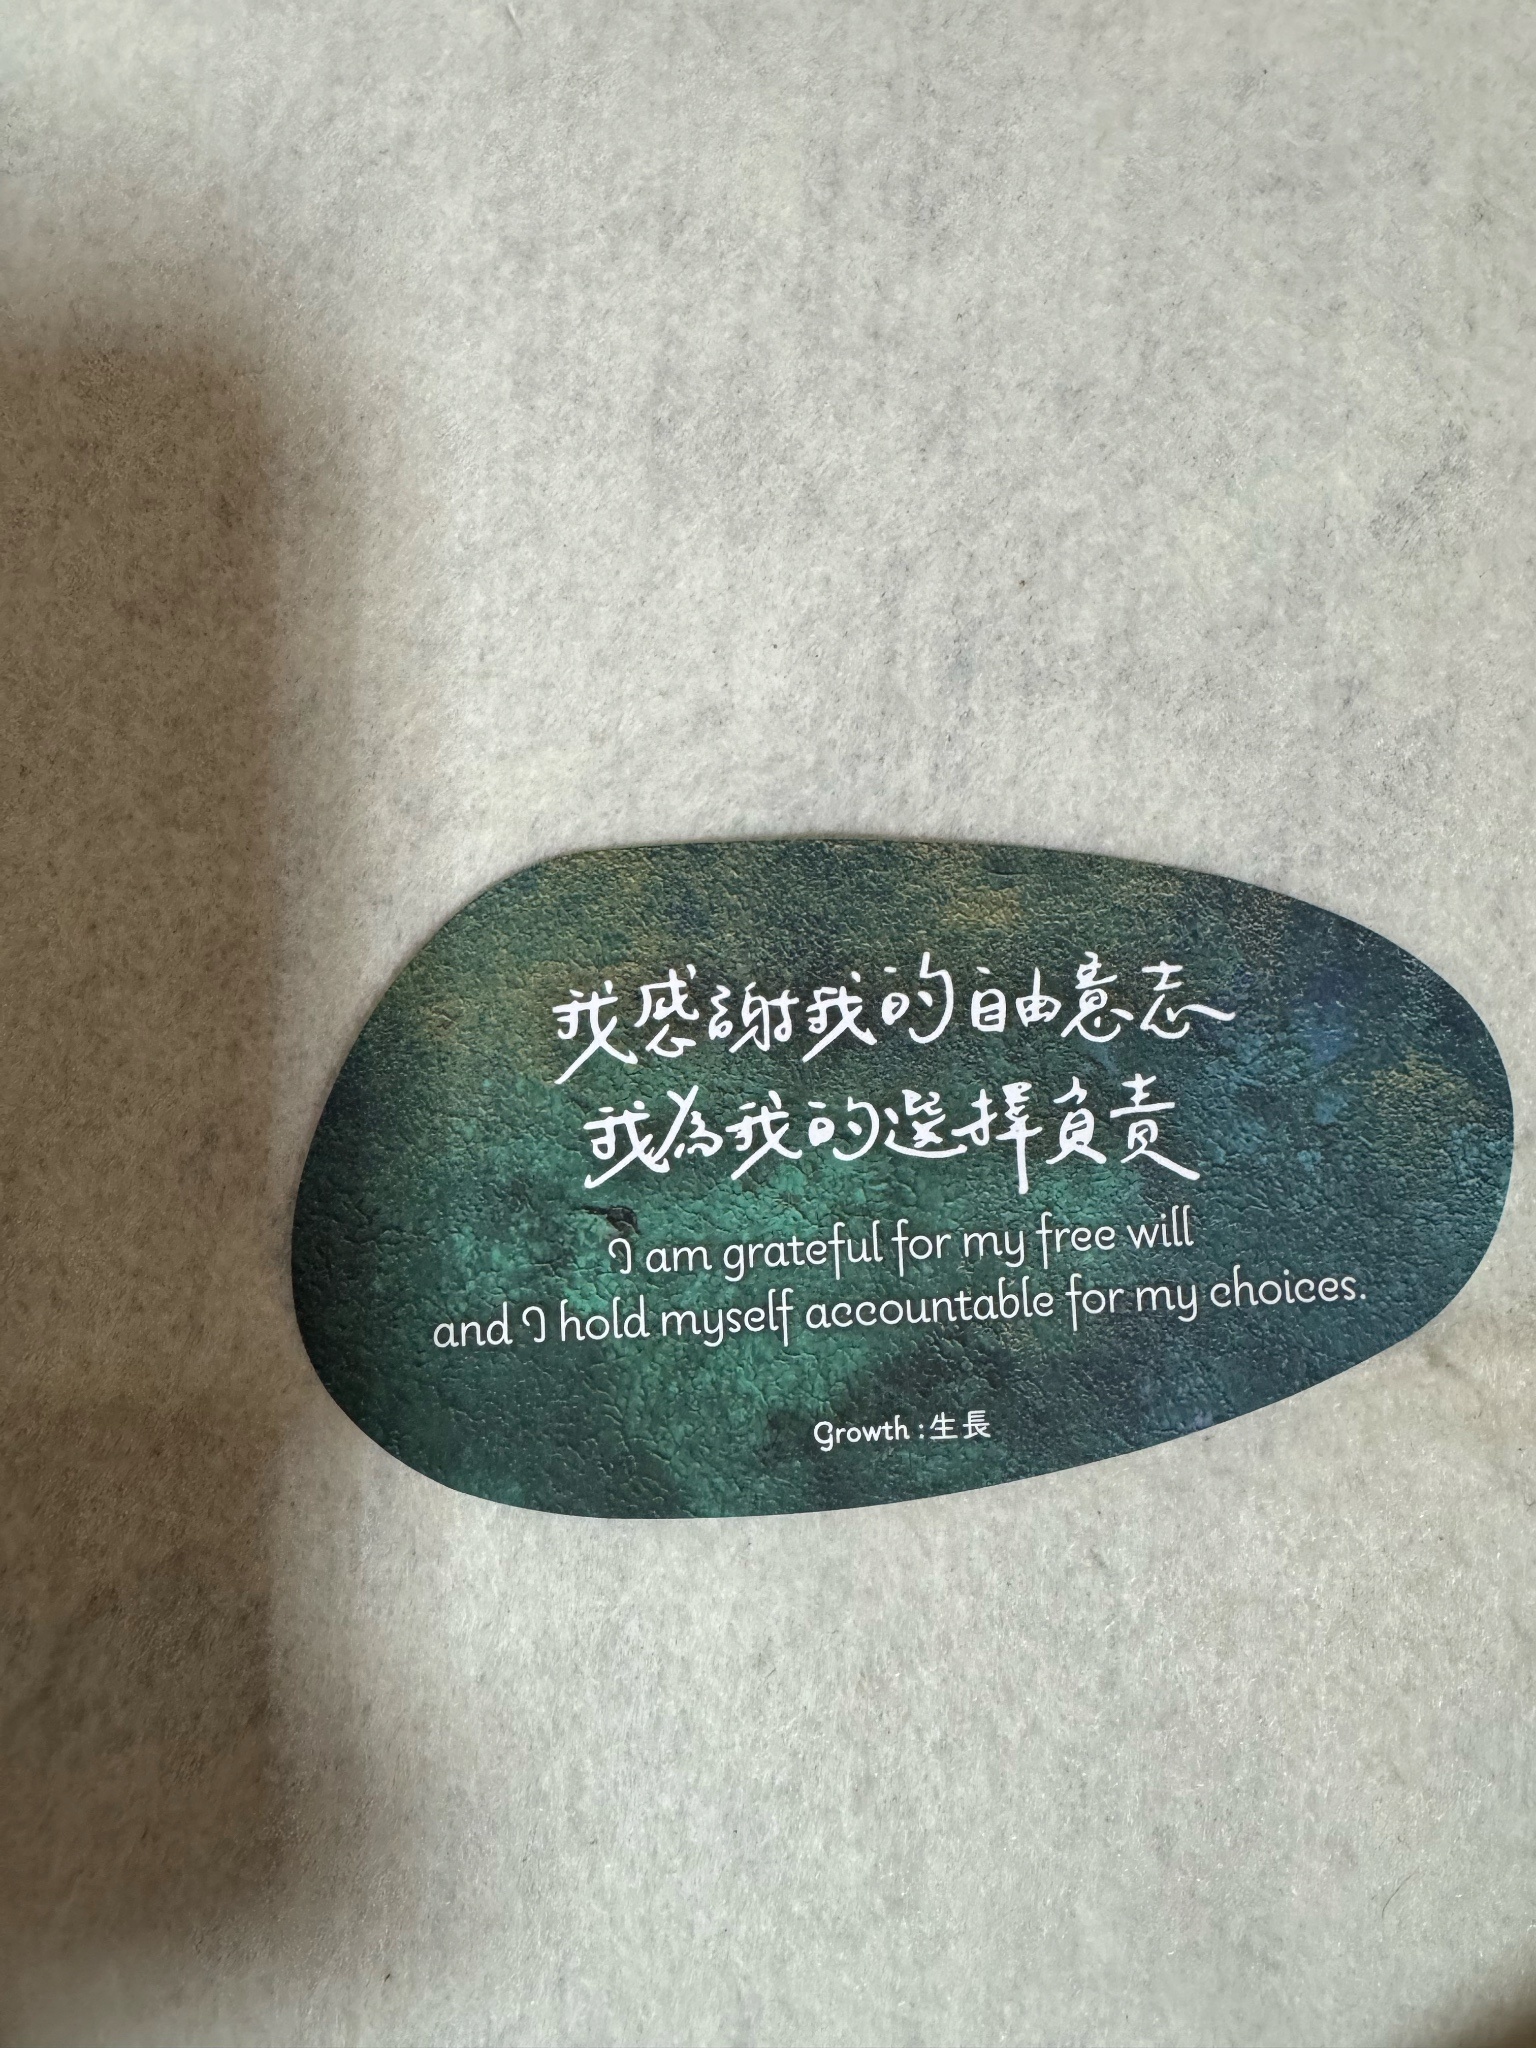 我感謝我的自由意志
我為我的選擇負責
I am grateful for my free will
and I hold myself accountable for my choices.
Growth :生長